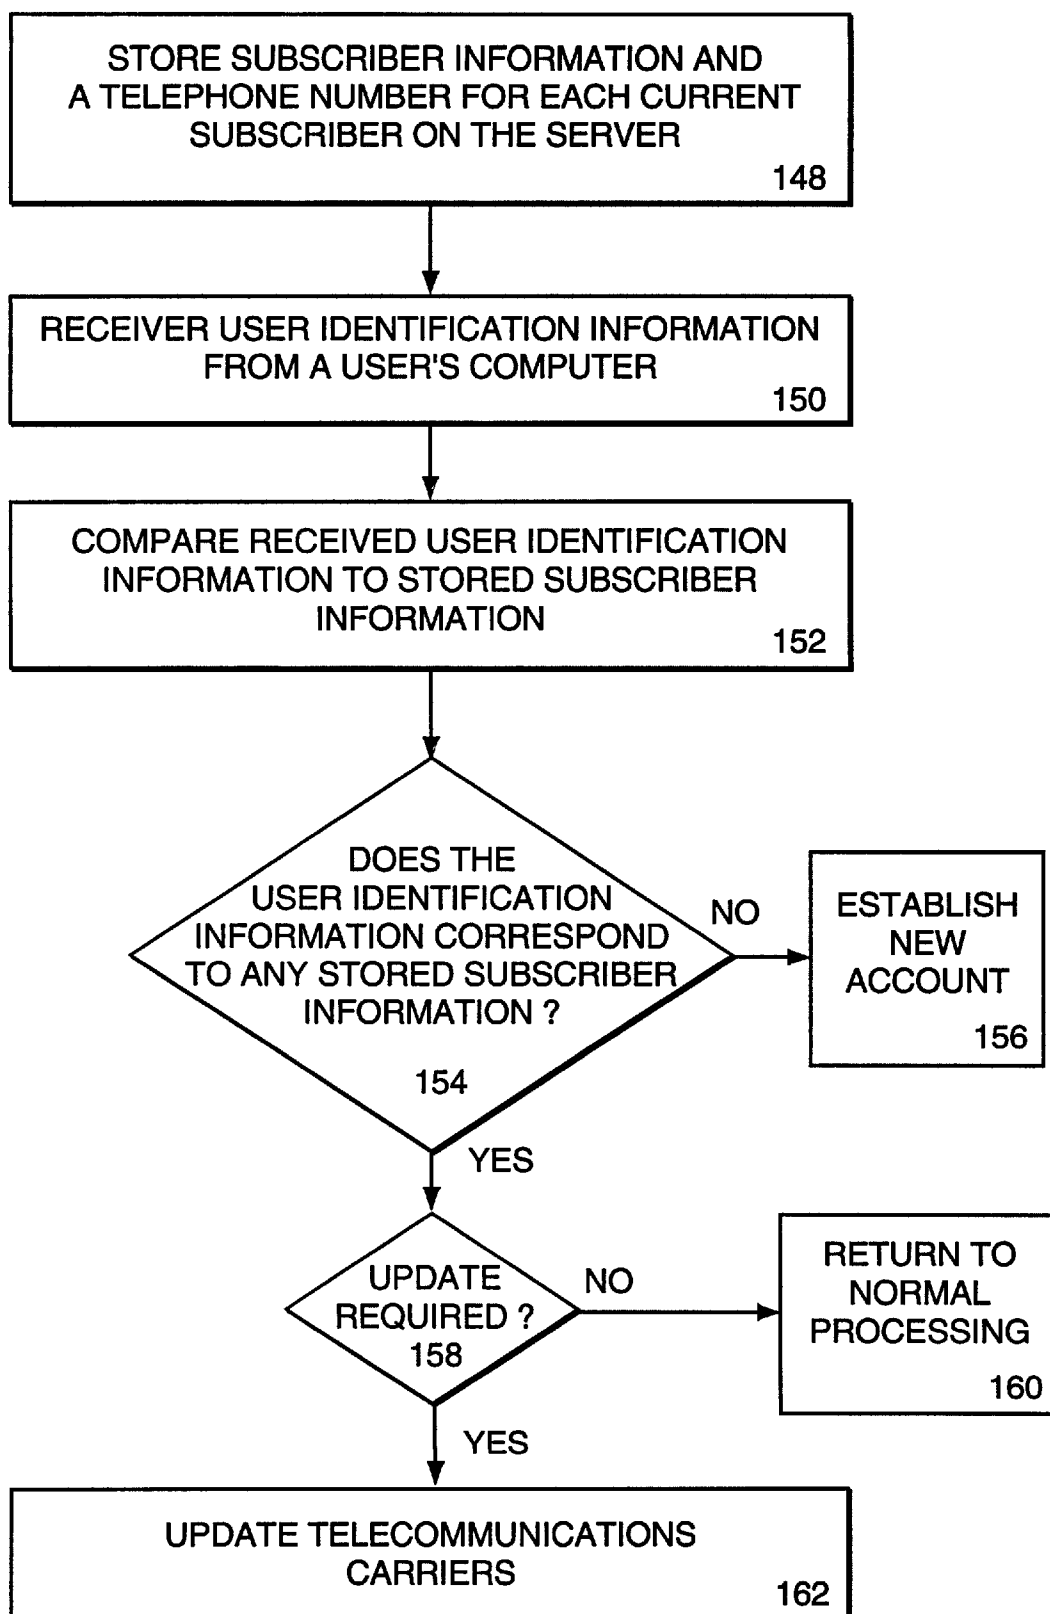 STORE SUBSCRIBER INFORMATION AND
A TELEPHONE NUMBER FOR EACH CURRENT
SUBSCRIBER ON THE SERVER
148
RECEIVER USER IDENTIFICATION INFORMATION
FROM A USER'S COMPUTER
150
COMPARE RECEIVED USER IDENTIFICATION
INFORMATION TO STORED SUBSCRIBER
INFORMATION
152
DOES THE
USER IDENTIFICATION
INFORMATION CORRESPOND
TO ANY STORED SUBSCRIBER
INFORMATION ?
154
NO
ESTABLISH
NEW
ACCOUNT
156
YES
UPDATE
REQUIRED ?
158
NO
RETURN TO
NORMAL
PROCESSING
160
YES
UPDATE TELECOMMUNICATIONS
CARRIERS
162